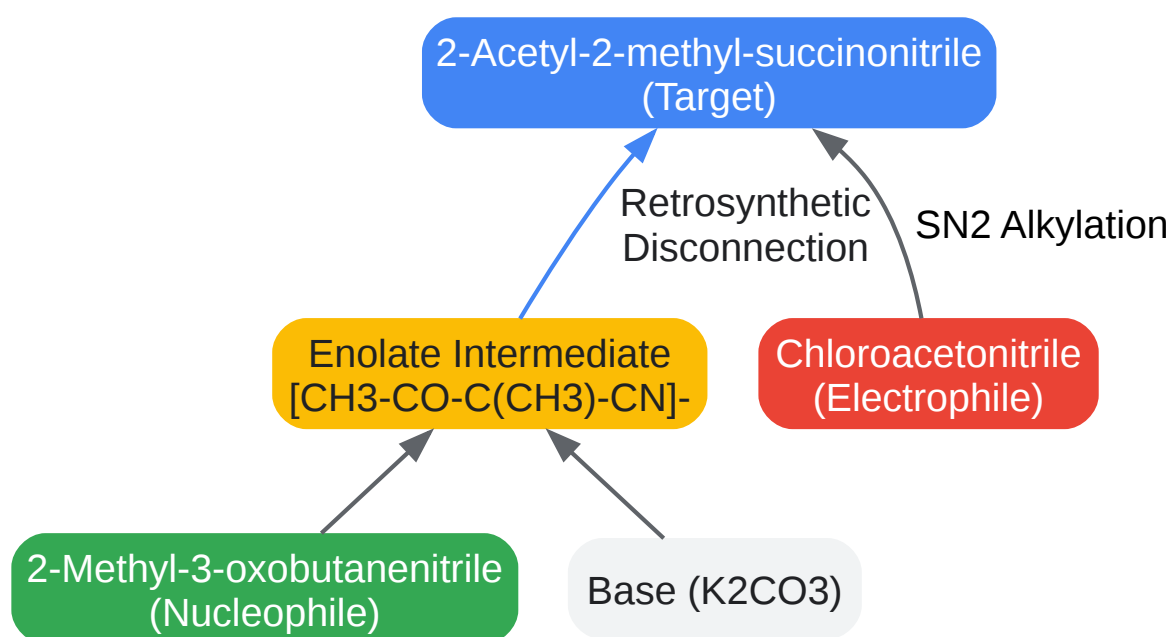 2-Acetyl-2-methyl-succinonitrile
(Target)
Retrosynthetic
Disconnection
SN2 Alkylation
Enolate Intermediate
[CH3-CO-C(CH3)-CN]-
Chloroacetonitrile
(Electrophile)
2-Methyl-3-oxobutanenitrile
(Nucleophile)
Base (K2CO3)